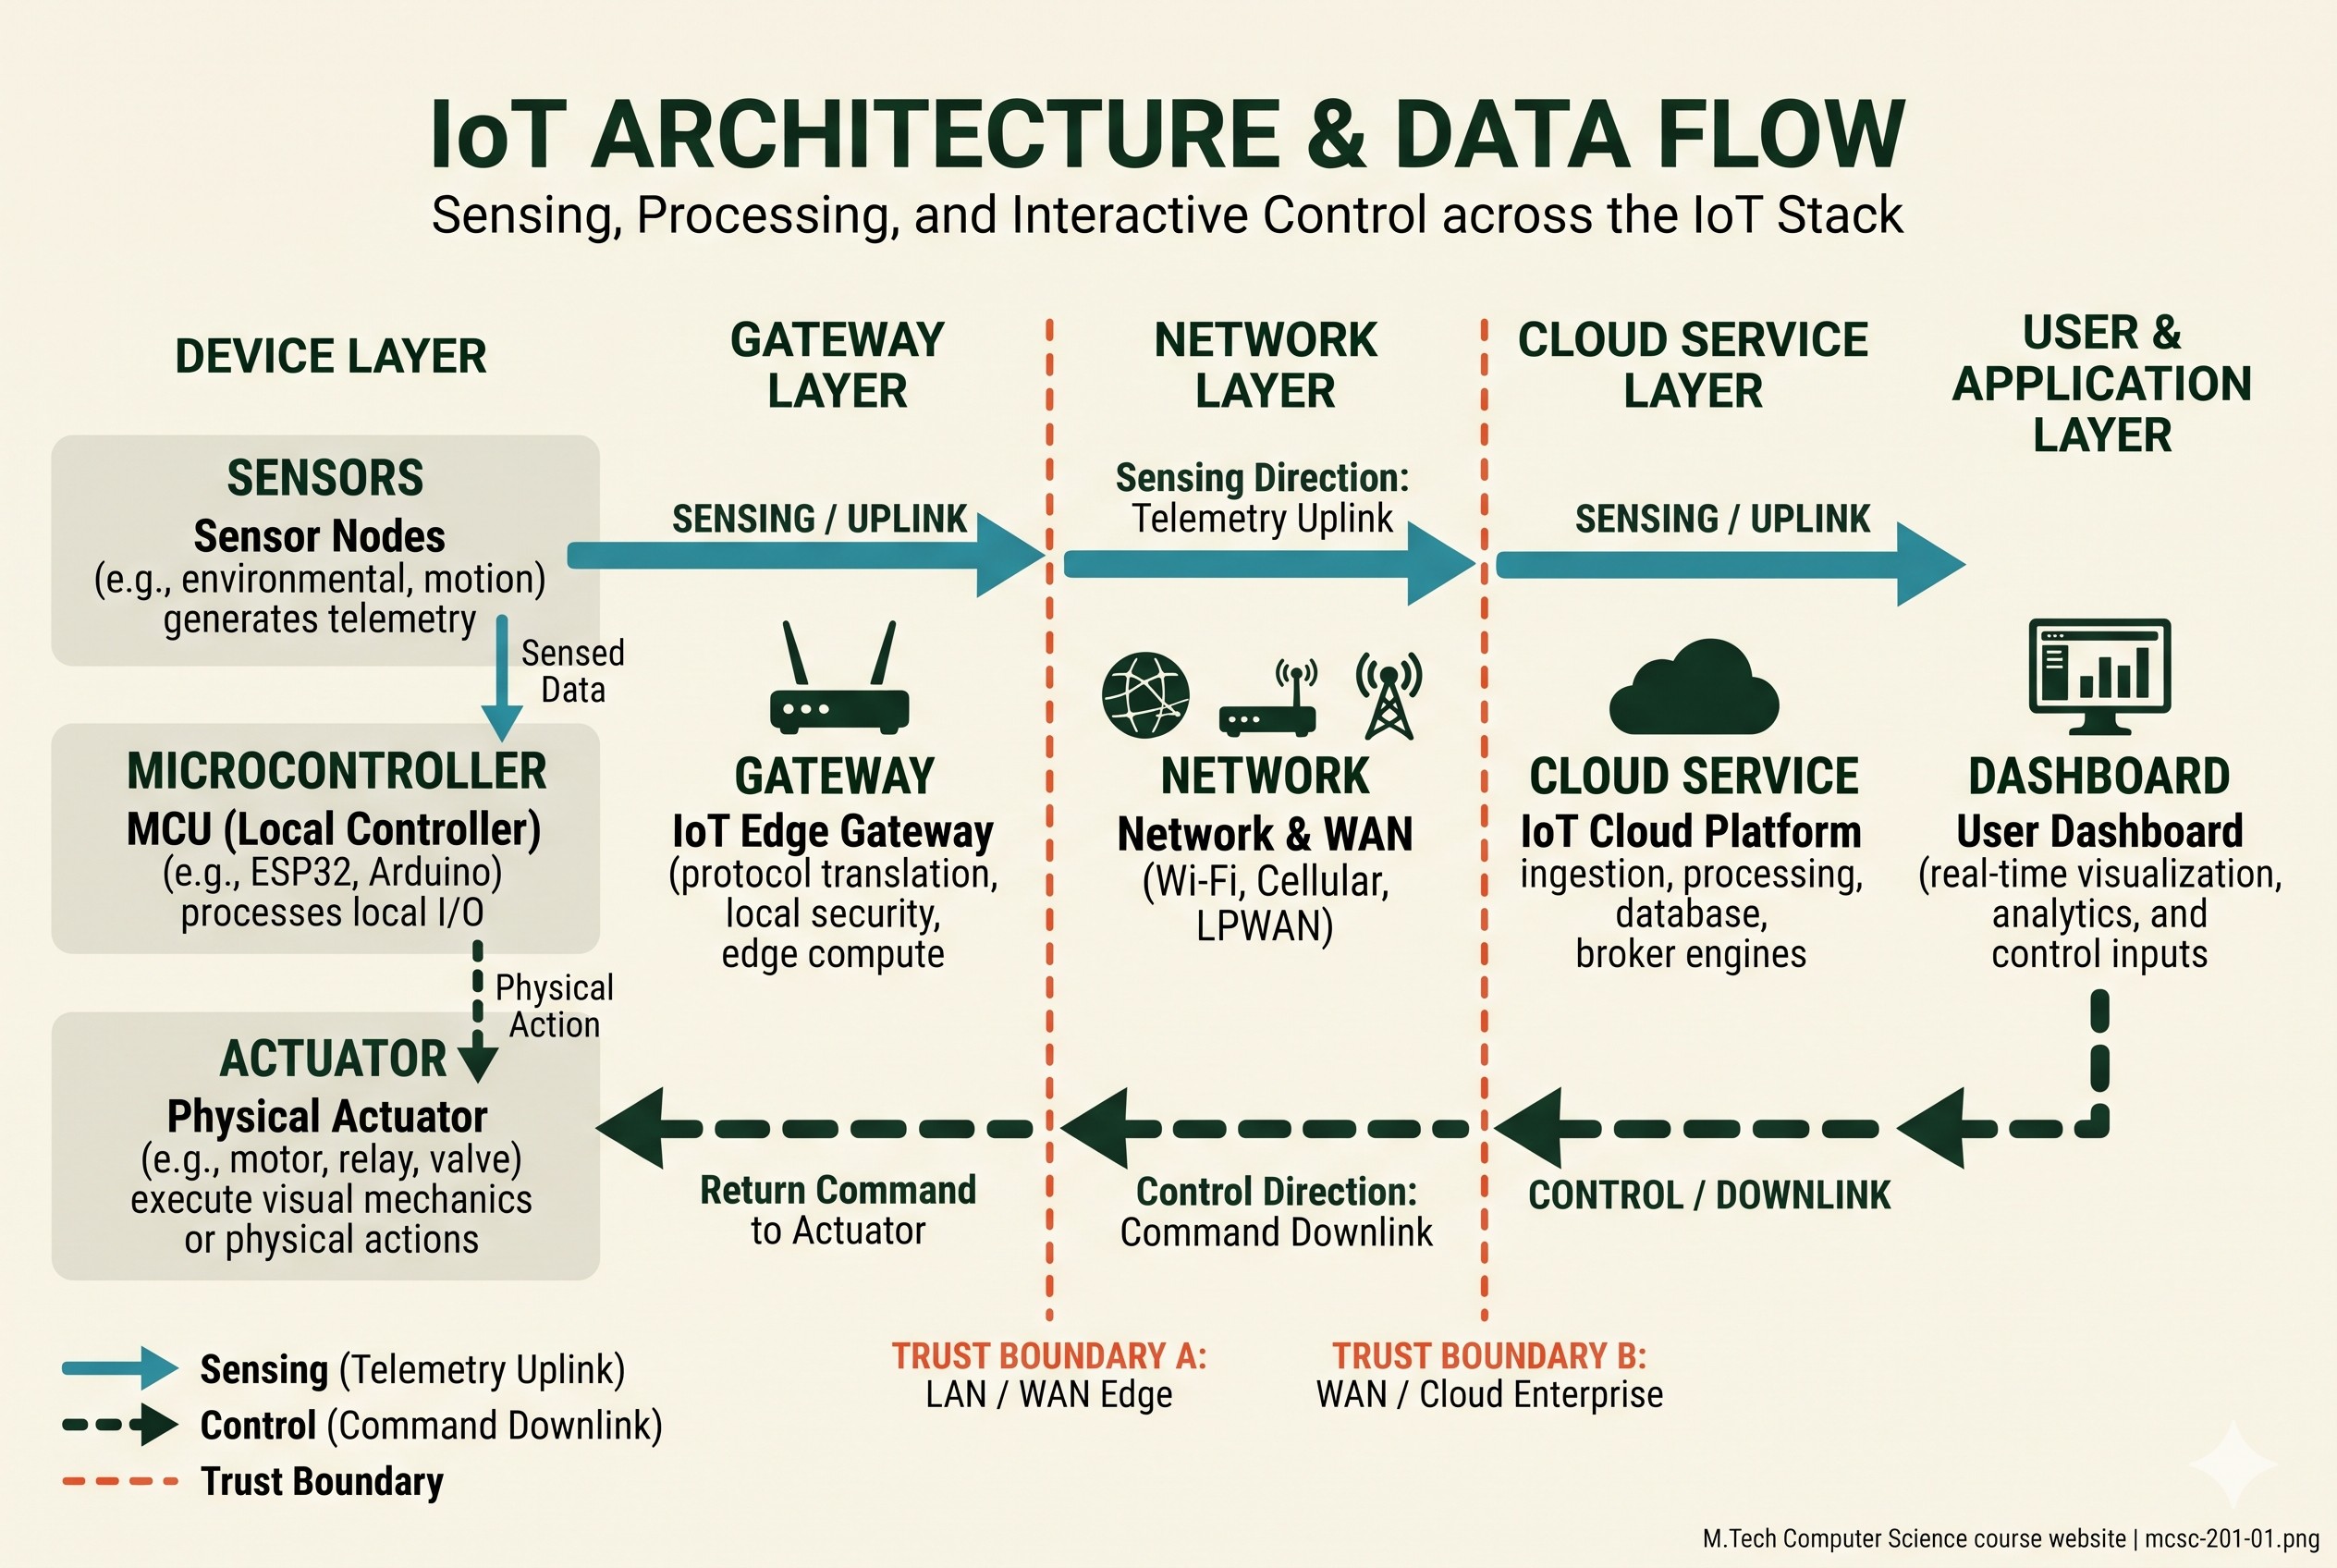 IoT ARCHITECTURE & DATA FLOW
Sensing, Processing, and Interactive Control across the IoT Stack
DEVICE LAYER
GATEWAY
LAYER
NETWORK
LAYER
CLOUD SERVICE
LAYER
USER &
APPLICATION
LAYER
SENSORS
Sensor Nodes
(e.g., environmental, motion)
generates telemetry
Sensed
Data
MICROCONTROLLER
MCU (Local Controller)
(e.g., ESP32, Arduino)
processes local I/O
Physical
Action
ACTUATOR
Physical Actuator
(e.g., motor, relay, valve)
execute visual mechanics
or physical actions
SENSING / UPLINK
Sensing Direction:
Telemetry Uplink
SENSING / UPLINK
GATEWAY
IoT Edge Gateway
(protocol translation,
local security,
edge compute
NETWORK
Network & WAN
(Wi-Fi, Cellular,
LPWAN)
CLOUD SERVICE
IoT Cloud Platform
ingestion, processing,
database,
broker engines
DASHBOARD
User Dashboard
(real-time visualization,
analytics, and
control inputs
Return Command
to Actuator
Control Direction:
Command Downlink
CONTROL / DOWNLINK
TRUST BOUNDARY A:
LAN / WAN Edge
TRUST BOUNDARY B:
WAN / Cloud Enterprise
Sensing (Telemetry Uplink)
Control (Command Downlink)
Trust Boundary
M.Tech Computer Science course website | mcsc-201-01.png